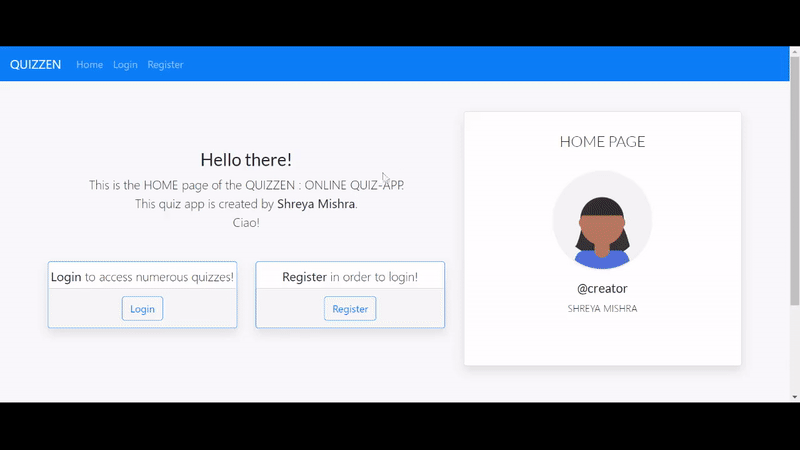 QUIZZEN Home Login Register
Hello there!
This is the HOME page of the QUIZZEN : ONLINE QUIZ-APP.
This quiz app is created by Shreya Mishra.
Ciao!
Login to access numerous quizzes!
Login
Register in order to login!
Register
HOME PAGE
@creator
SHREYA MISHRA